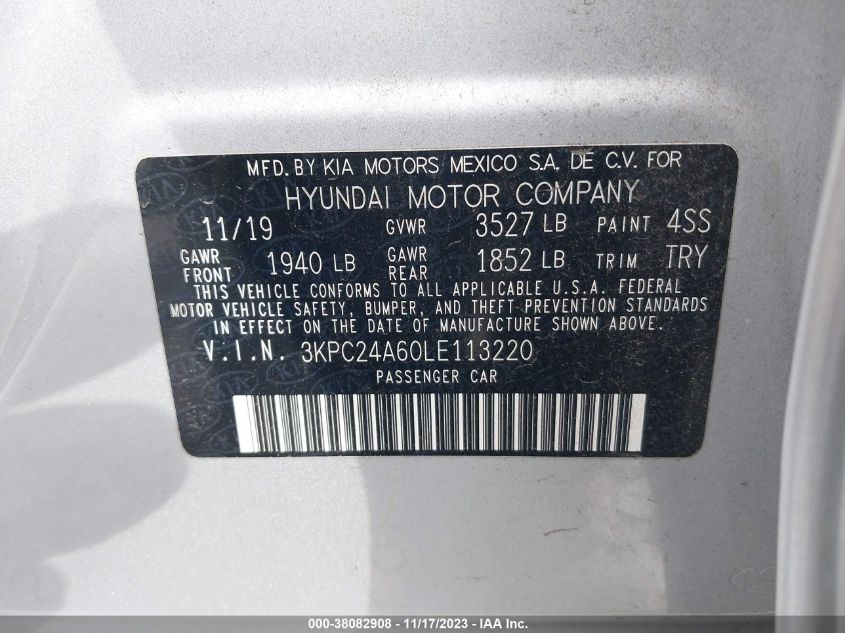 MFD. BY KIA MOTORS MEXICO S.A. DE C.V. FOR
HYUNDAI MOTOR COMPANY
11/19 GVWR 3527 LB PAINT 4SS
GAWR FRONT 1940 LB GAWR REAR 1852 LB TRIM TRY
THIS VEHICLE CONFORMS TO ALL APPLICABLE U.S.A. FEDERAL
MOTOR VEHICLE SAFETY, BUMPER, AND THEFT PREVENTION STANDARDS
IN EFFECT ON THE DATE OF MANUFACTURE SHOWN ABOVE.
V.I.N. 3KPC24A60LE113220
PASSENGER CAR
000-38082908 - 11/17/2023 - IAA Inc.